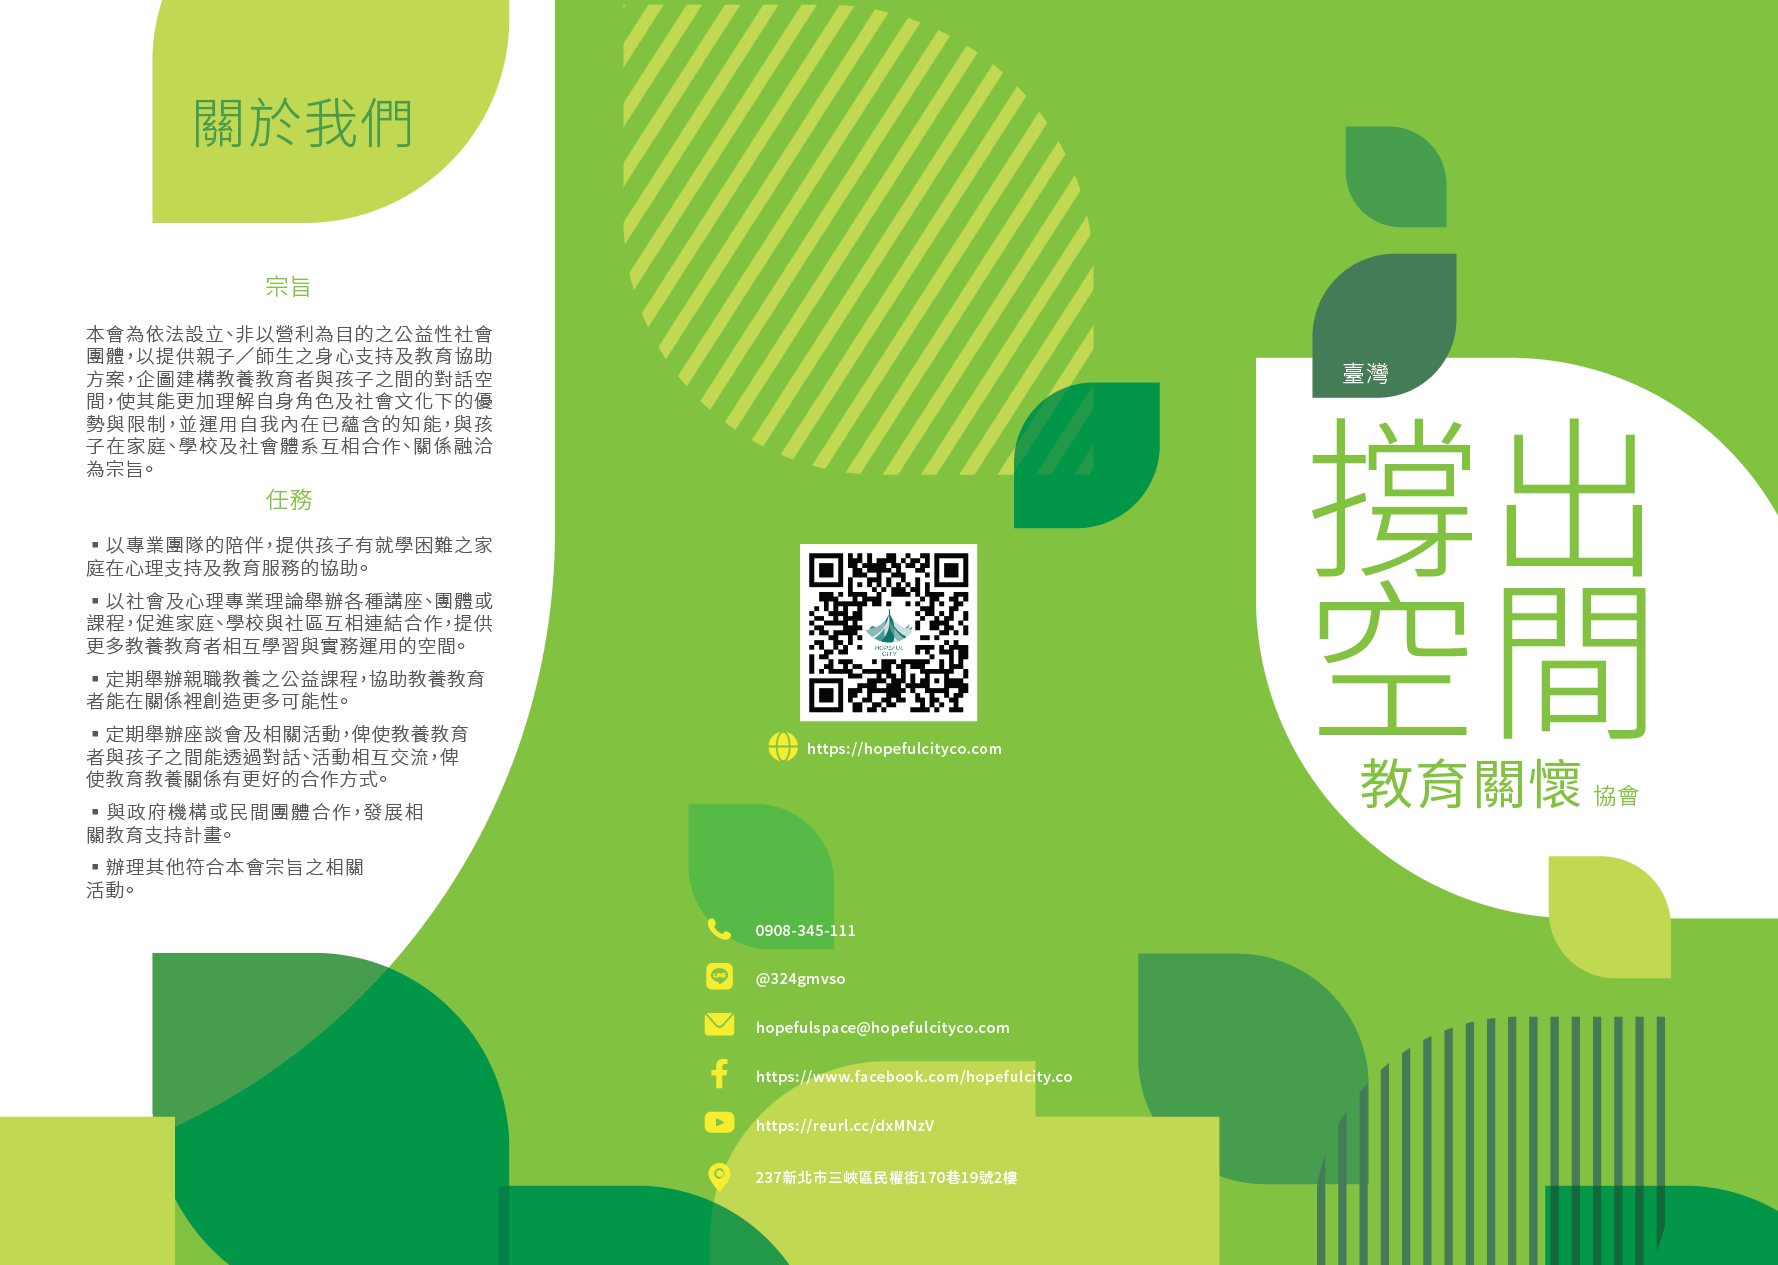 關於我們
宗旨
本會為依法設立、非以營利為目的之公益性社會
團體，以提供親子／師生之身心支持及教育協助
方案，企圖建構教養教育者與孩子之間的對話空
間，使其能更加理解自身角色及社會文化下的優
勢與限制，並運用自我內在已蘊含的知能，與孩
子在家庭、學校及社會體系互相合作、關係融洽
為宗旨。
任務
▪以專業團隊的陪伴，提供孩子有就學困難之家
庭在心理支持及教育服務的協助。
▪以社會及心理專業理論舉辦各種講座、團體或
課程，促進家庭、學校與社區互相連結合作，提供
更多教養教育者相互學習與實務運用的空間。
▪定期舉辦親職教養之公益課程，協助教養教育
者能在關係裡創造更多可能性。
▪定期舉辦座談會及相關活動，俾使教養教育
者與孩子之間能透過對話、活動相互交流，俾
使教育教養關係有更好的合作方式。
▪與政府機構或民間團體合作，發展相
關教育支持計畫。
▪辦理其他符合本會宗旨之相關
活動。
HOPEFUL
CITY
https://hopefulcityco.com
0908-345-111
LINE
@324gmvso
hopefulspace@hopefulcityco.com
https://www.facebook.com/hopefulcity.co
https://reurl.cc/dxMNzV
237新北市三峽區民權街170巷19號2樓
臺灣
撐出
空間
教育關懷 協會